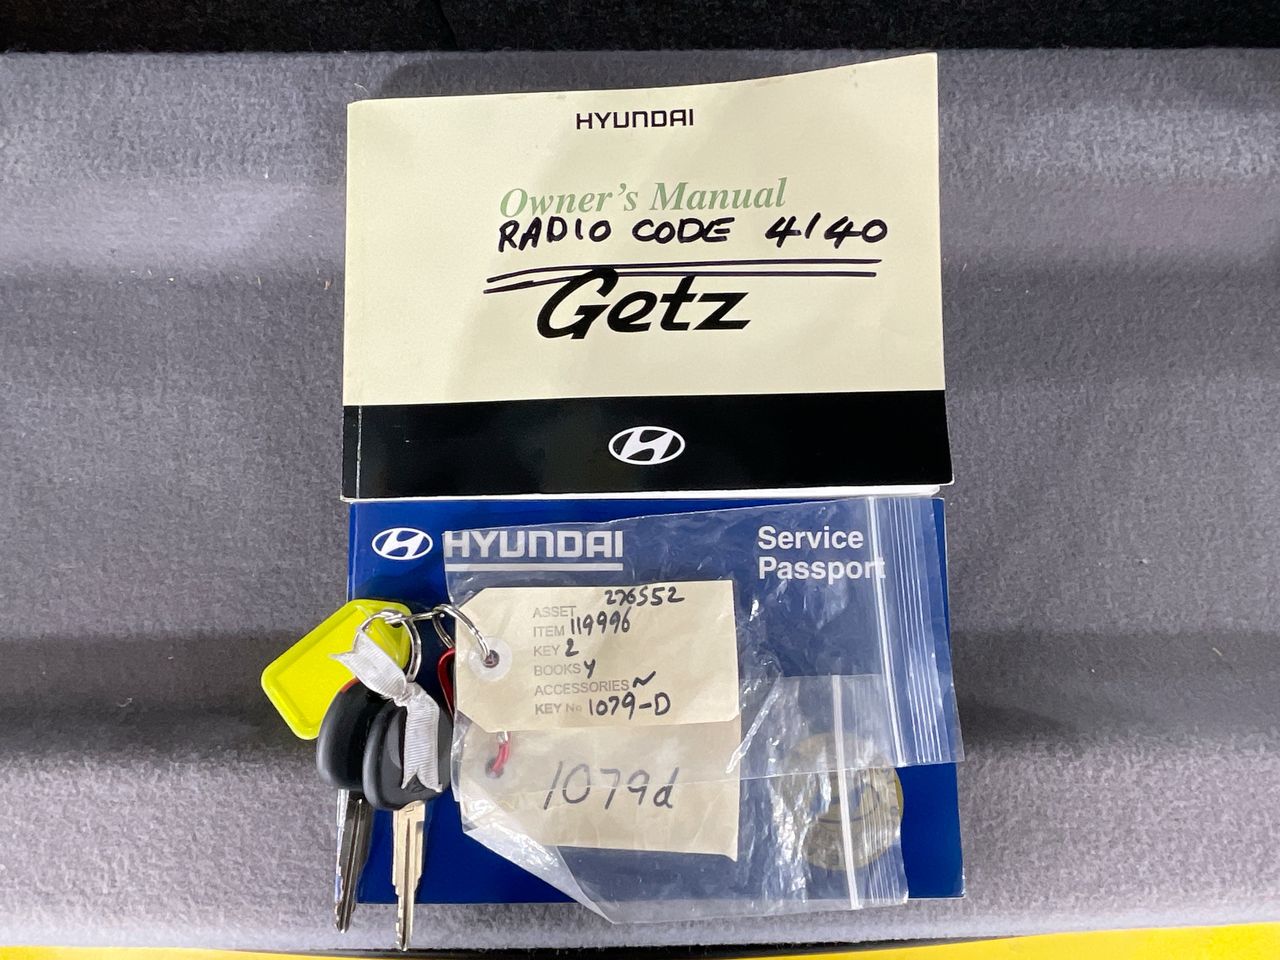 HYUNDAI
Owner's Manual
RADIO CODE 4140
Getz
HYUNDAI
Service
Passport
ASSET 276552
ITEM 119996
KEY 2
BOOKS Y
ACCESSORIES N
KEY No 1079-D
1079d